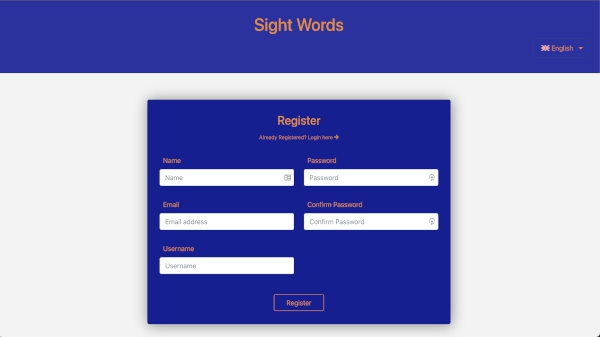 Sight Words
English
Register
Already Registered? Login here
Name
Password
Name
Password
Email
Confirm Password
Email address
Confirm Password
Username
Username
Register